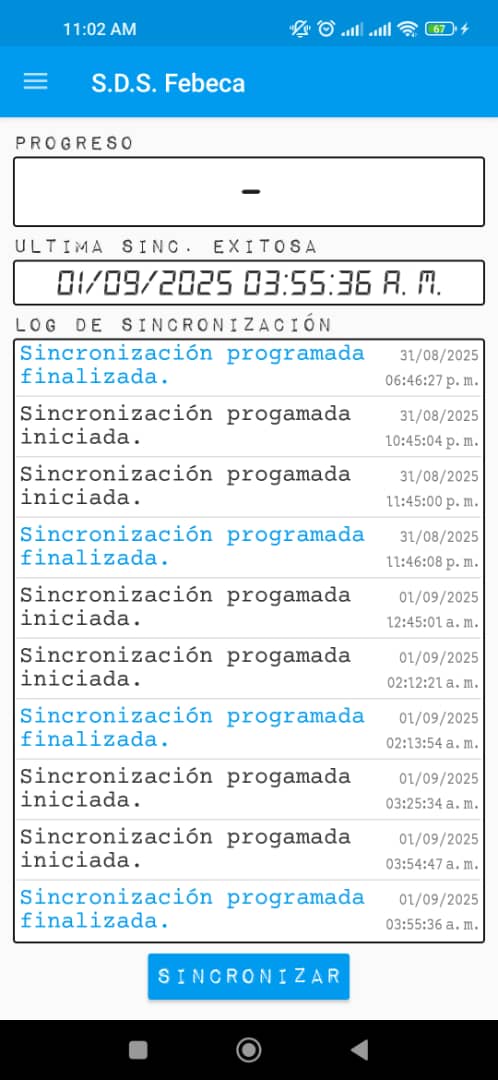 11:02 AM
67
S.D.S. Febeca
PROGRESO
-
ULTIMA SINC. EXITOSA
01/09/2025 03:55:36 A. M.
LOG DE SINCRONIZACIÓN
Sincronización programada 31/08/2025
finalizada. 06:46:27 p. m.
Sincronización progamada 31/08/2025
iniciada. 10:45:04 p. m.
Sincronización progamada 31/08/2025
iniciada. 11:45:00 p. m.
Sincronización programada 31/08/2025
finalizada. 11:46:08 p. m.
Sincronización progamada 01/09/2025
iniciada. 12:45:01 a. m.
Sincronización progamada 01/09/2025
iniciada. 02:12:21 a. m.
Sincronización programada 01/09/2025
finalizada. 02:13:54 a. m.
Sincronización progamada 01/09/2025
iniciada. 03:25:34 a. m.
Sincronización progamada 01/09/2025
iniciada. 03:54:47 a. m.
Sincronización programada 01/09/2025
finalizada. 03:55:36 a. m.
SINCRONIZAR